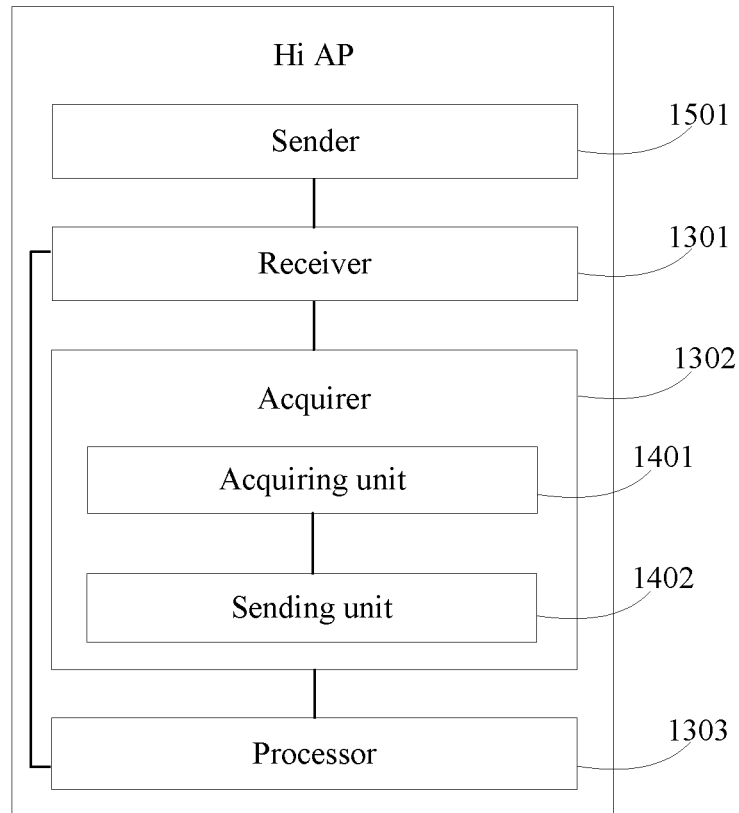 Hi AP
Sender
1501
Receiver
1301
Acquirer
1302
Acquiring unit
1401
Sending unit
1402
Processor
1303